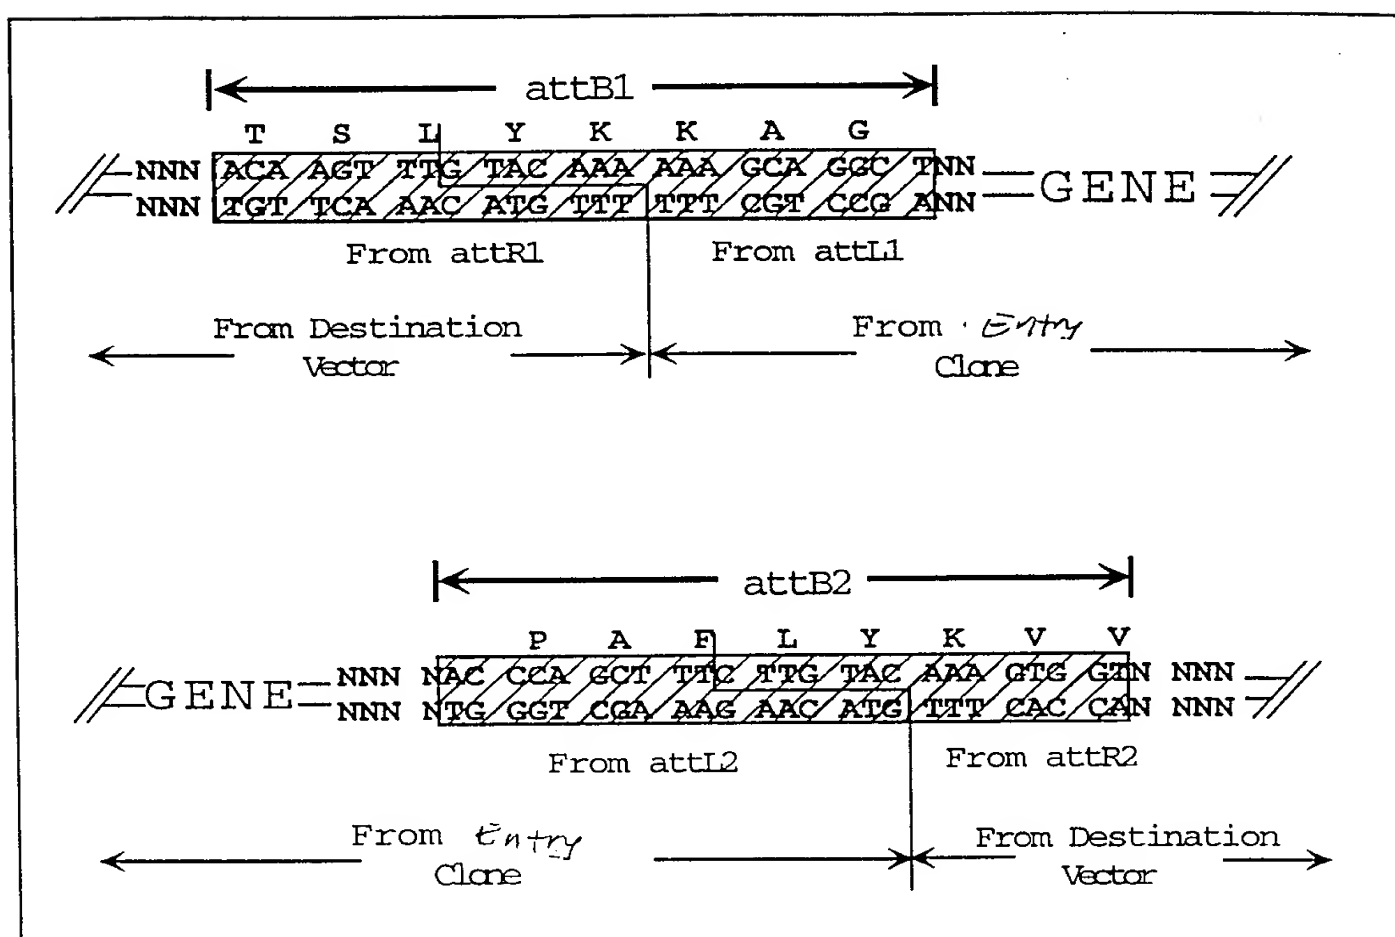 attB1
T S L Y K K A G
NNN ACA AGT TTG TAC AAA AAA GCA GGC TNN GENE
NNN TGT TCA AAC ATG TTT TTT CGT CCG ANN
From attR1 From attL1
From Destination Vector From Entry Clone
attB2
P A F L Y K V V
GENE NNN NAC CCA GCT TTC TTG TAC AAA GTG GTN NNN
NNN NTG GGT CGA AAG AAC ATG TTT CAC CAN NNN
From attL2 From attR2
From Entry Clone From Destination Vector